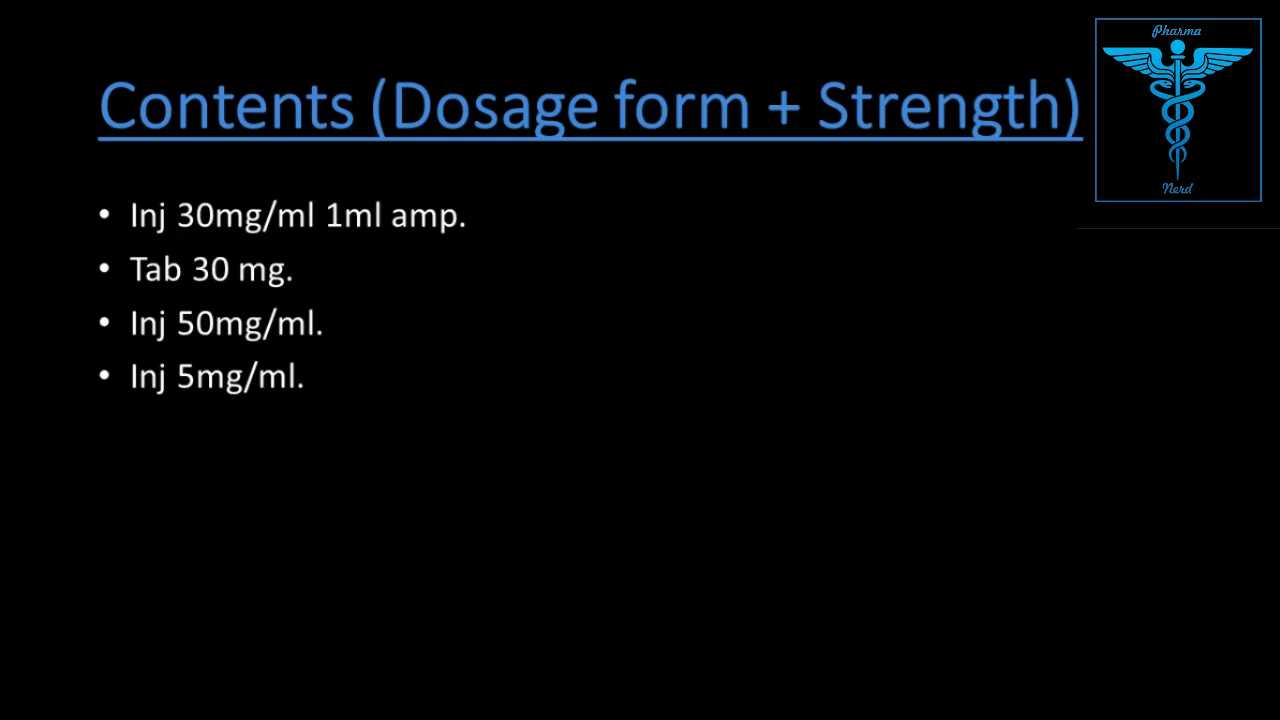 Pharma
Contents (Dosage form + Strength)
Nerd
• Inj 30mg/ml 1ml amp.
• Tab 30 mg.
• Inj 50mg/ml.
• Inj 5mg/ml.